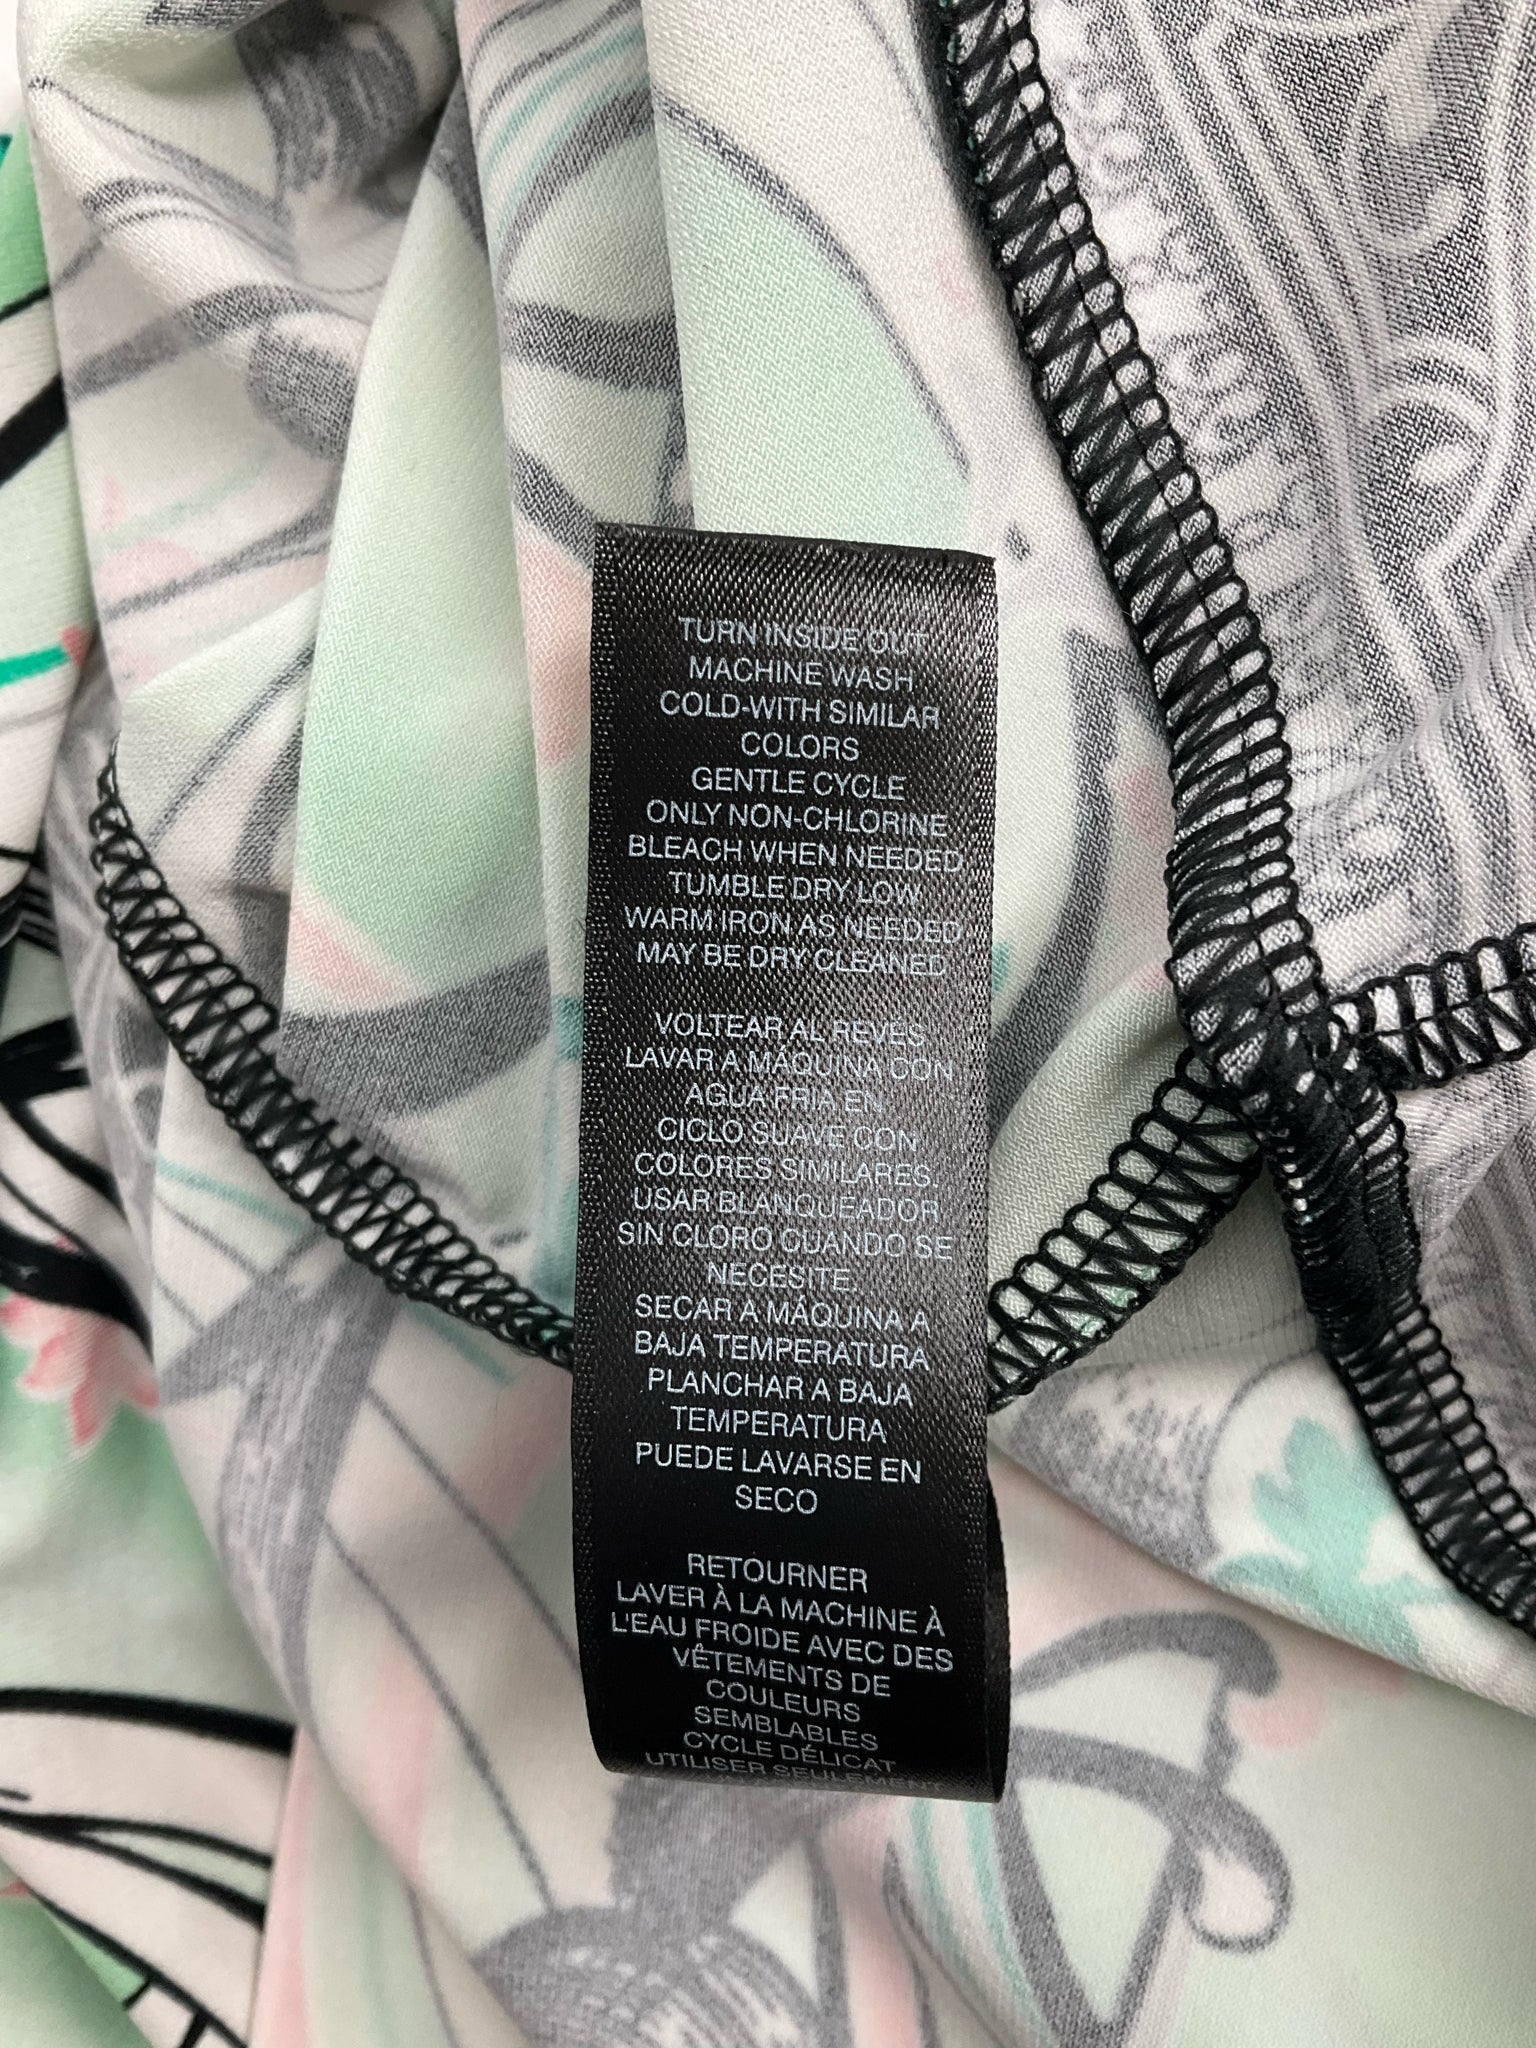 TURN INSIDE OUT
MACHINE WASH
COLD-WITH SIMILAR
COLORS
GENTLE CYCLE
ONLY NON-CHLORINE
BLEACH WHEN NEEDED
TUMBLE DRY LOW
WARM IRON AS NEEDED
MAY BE DRY CLEANED
VOLTEAR AL REVÉS
LAVAR A MÁQUINA CON
AGUA FRIA EN
CICLO SUAVE CON
COLORES SIMILARES.
USAR BLANQUEADOR
SIN CLORO CUANDO SE
NECESITE.
SECAR A MÁQUINA A
BAJA TEMPERATURA
PLANCHAR A BAJA
TEMPERATURA
PUEDE LAVARSE EN
SECO
RETOURNER
LAVER À LA MACHINE À
L'EAU FROIDE AVEC DES
VÊTEMENTS DE
COULEURS
SEMBLABLES
CYCLE DÉLICAT
UTILISER SEULEMENT